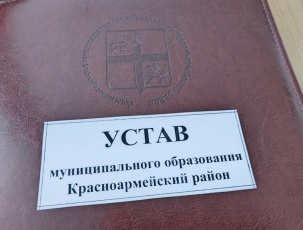 УСТАВ
муниципального образования
Красноармейский район